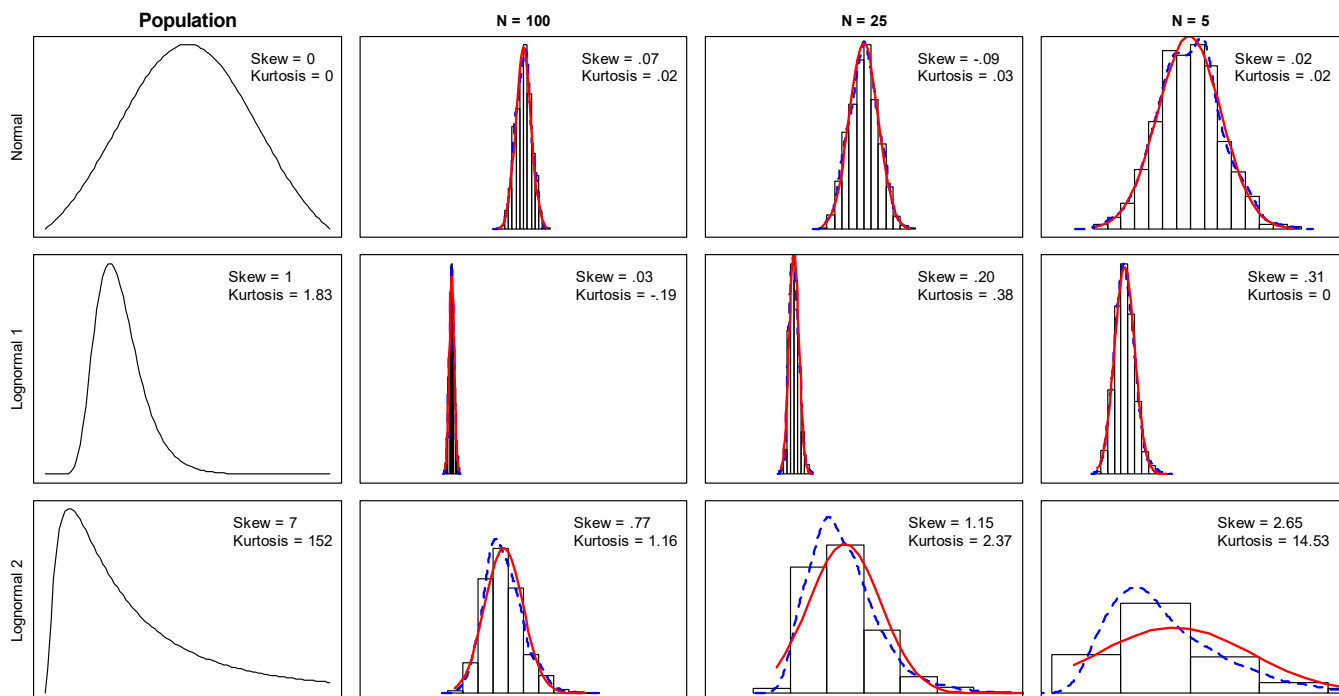 Population
N = 100
N = 25
N = 5
Normal
Skew = 0
Kurtosis = 0
Skew = .07
Kurtosis = .02
Skew = -.09
Kurtosis = .03
Skew = .02
Kurtosis = .02
Lognormal 1
Skew = 1
Kurtosis = 1.83
Skew = .03
Kurtosis = -.19
Skew = .20
Kurtosis = .38
Skew = .31
Kurtosis = 0
Lognormal 2
Skew = 7
Kurtosis = 152
Skew = .77
Kurtosis = 1.16
Skew = 1.15
Kurtosis = 2.37
Skew = 2.65
Kurtosis = 14.53